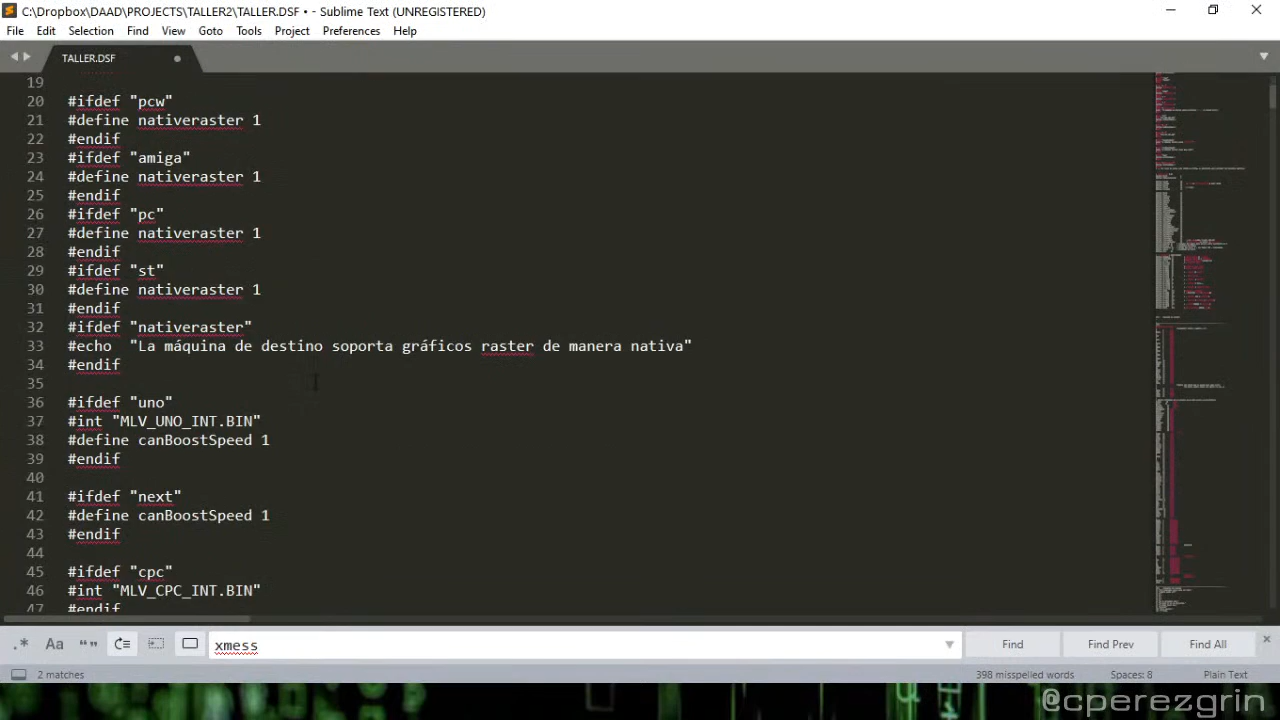 C:\Dropbox\DAAD\PROJECTS\TALLER2\TALLER.DSF • - Sublime Text (UNREGISTERED)
File Edit Selection Find View Goto Tools Project Preferences Help
TALLER.DSF
19
20 #ifdef "pcw"
21 #define nativeraster 1
22 #endif
23 #ifdef "amiga"
24 #define nativeraster 1
25 #endif
26 #ifdef "pc"
27 #define nativeraster 1
28 #endif
29 #ifdef "st"
30 #define nativeraster 1
31 #endif
32 #ifdef "nativeraster"
33 #echo "La máquina de destino soporta gráficos raster de manera nativa"
34 #endif
35
36 #ifdef "uno"
37 #int "MLV_UNO_INT.BIN"
38 #define canBoostSpeed 1
39 #endif
40
41 #ifdef "next"
42 #define canBoostSpeed 1
43 #endif
44
45 #ifdef "cpc"
46 #int "MLV_CPC_INT.BIN"
47 #endif
.* Aa “” xmess Find Find Prev Find All
2 matches 398 misspelled words Spaces: 8 Plain Text
@cperezgrin